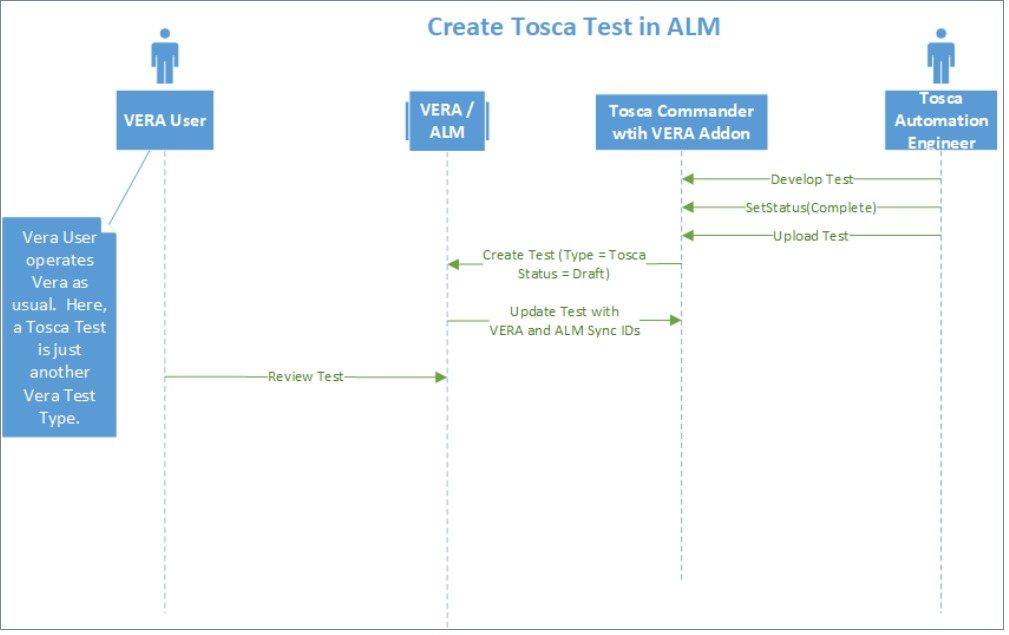 Create Tosca Test in ALM
VERA User
VERA /
ALM
Tosca Commander
wtih VERA Addon
Tosca
Automation
Engineer
Develop Test
SetStatus(Complete)
Upload Test
Create Test (Type = Tosca
Status = Draft)
Update Test with
VERA and ALM Sync IDs
Review Test
Vera User
operates
Vera as
usual. Here,
a Tosca Test
is just
another
Vera Test
Type.